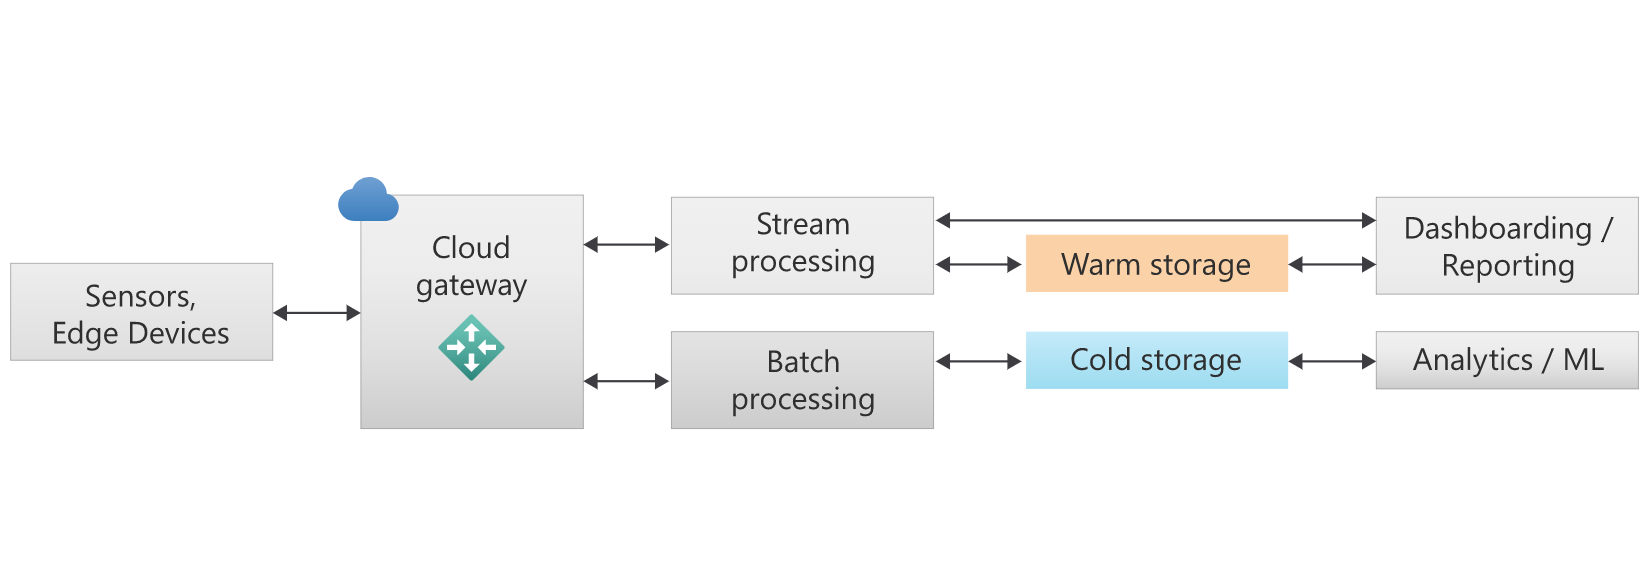 Sensors,
Edge Devices
Cloud
gateway
Stream
processing
Batch
processing
Warm storage
Cold storage
Dashboarding /
Reporting
Analytics / ML